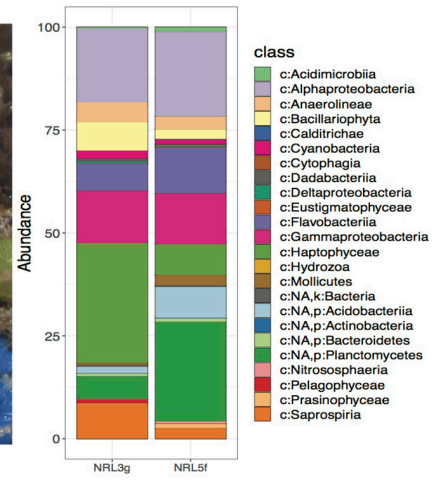 100
75
50
25
0
Abundance
NRL3g
NRL5f
class
c:Acidimicrobiia
c:Alphaproteobacteria
c:Anaerolineae
c:Bacillariophyta
c:Calditrichae
c:Cyanobacteria
c:Cytophagia
c:Dadabacteriia
c:Deltaproteobacteria
c:Eustigmatophyceae
c:Flavobacteriia
c:Gammaproteobacteria
c:Haptophyceae
c:Hydrozoa
c:Mollicutes
c:NA,k:Bacteria
c:NA,p:Acidobacteriia
c:NA,p:Actinobacteria
c:NA,p:Bacteroidetes
c:NA,p:Planctomycetes
c:Nitrososphaeria
c:Pelagophyceae
c:Prasinophyceae
c:Saprospiria